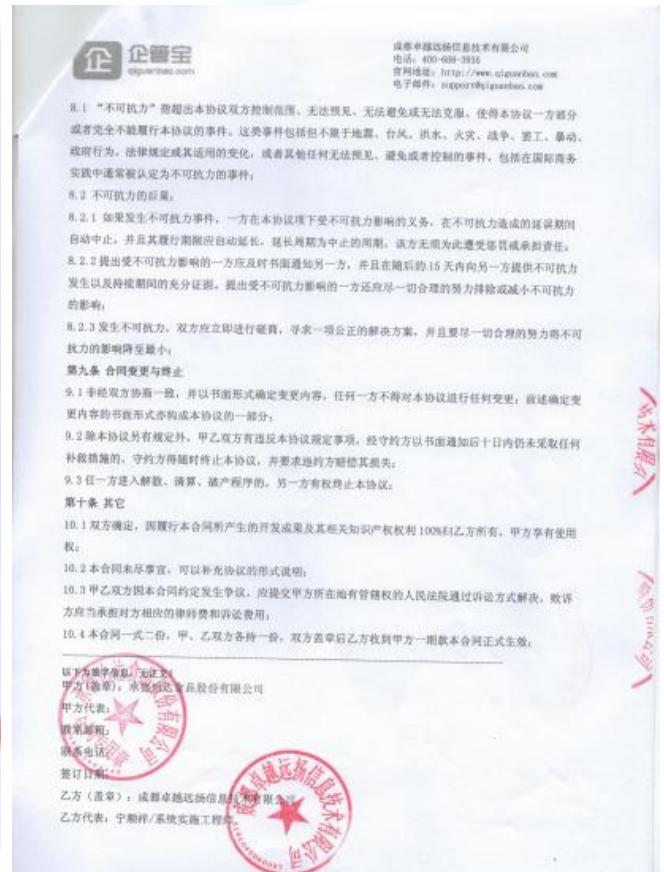 企 企管宝
qiguanbao.com
成都卓越远扬信息技术有限公司
电话: 400-608-3935
官网地址: http://www.qiguanbao.com
电子邮件: support@qiguanbao.com
8.1 “不可抗力”指超出本协议双方控制范围、无法预见、无法避免或无法克服、使得本协议一方部分
或者完全不能履行本协议的事件。这类事件包括但不限于地震、台风、洪水、火灾、战争、罢工、暴动、
政府行为、法律规定或其适用的变化，或者其他任何无法预见、避免或者控制的事件，包括在国际商务
实践中通常被认定为不可抗力的事件；
8.2 不可抗力的后果：
8.2.1 如果发生不可抗力事件，一方在本协议项下受不可抗力影响的义务，在不可抗力造成的延误期间
自动中止，并且其履行期限应自动延长，延长周期为中止的周期，该方无须为此遭受惩罚或承担责任；
8.2.2 提出受不可抗力影响的一方应及时书面通知另一方，并且在随后的 15 天内向另一方提供不可抗力
发生以及持续期间的充分证据。提出受不可抗力影响的一方还应尽一切合理的努力排除或减小不可抗力
的影响；
8.2.3 发生不可抗力，双方应立即进行磋商，寻求一项公正的解决方案，并且要尽一切合理的努力将不可
抗力的影响降至最小；
第九条 合同变更与终止
9.1 非经双方协商一致，并以书面形式确定变更内容，任何一方不得对本协议进行任何变更；前述确定变
更内容的书面形式亦构成本协议的一部分；
9.2 除本协议另有规定外，甲乙双方有违反本协议规定事项，经守约方以书面通知后十日内仍未采取任何
补救措施的，守约方得随时终止本协议，并要求违约方赔偿其损失；
9.3 任一方进入解散、清算、破产程序的，另一方有权终止本协议；
第十条 其它
10.1 双方确定，因履行本合同所产生的开发成果及其相关知识产权权利 100%归乙方所有，甲方享有使用
权；
10.2 本合同未尽事宜，可以补充协议的形式说明；
10.3 甲乙双方因本合同的约定发生争议，应提交甲方所在地有管辖权的人民法院通过诉讼方式解决，败诉
方应当承担对方相应的律师费和诉讼费用；
10.4 本合同一式二份，甲、乙双方各持一份，双方盖章后乙方收到甲方一期款本合同正式生效；
以下为签字信息，无正文：
甲方（盖章）：承德怡达食品股份有限公司
甲方代表：
联系邮箱：
联系电话：
签订日期：
乙方（盖章）：成都卓越远扬信息技术有限公司
乙方代表：宁顺祥/系统实施工程师
成都卓越远扬信息技术有限公司